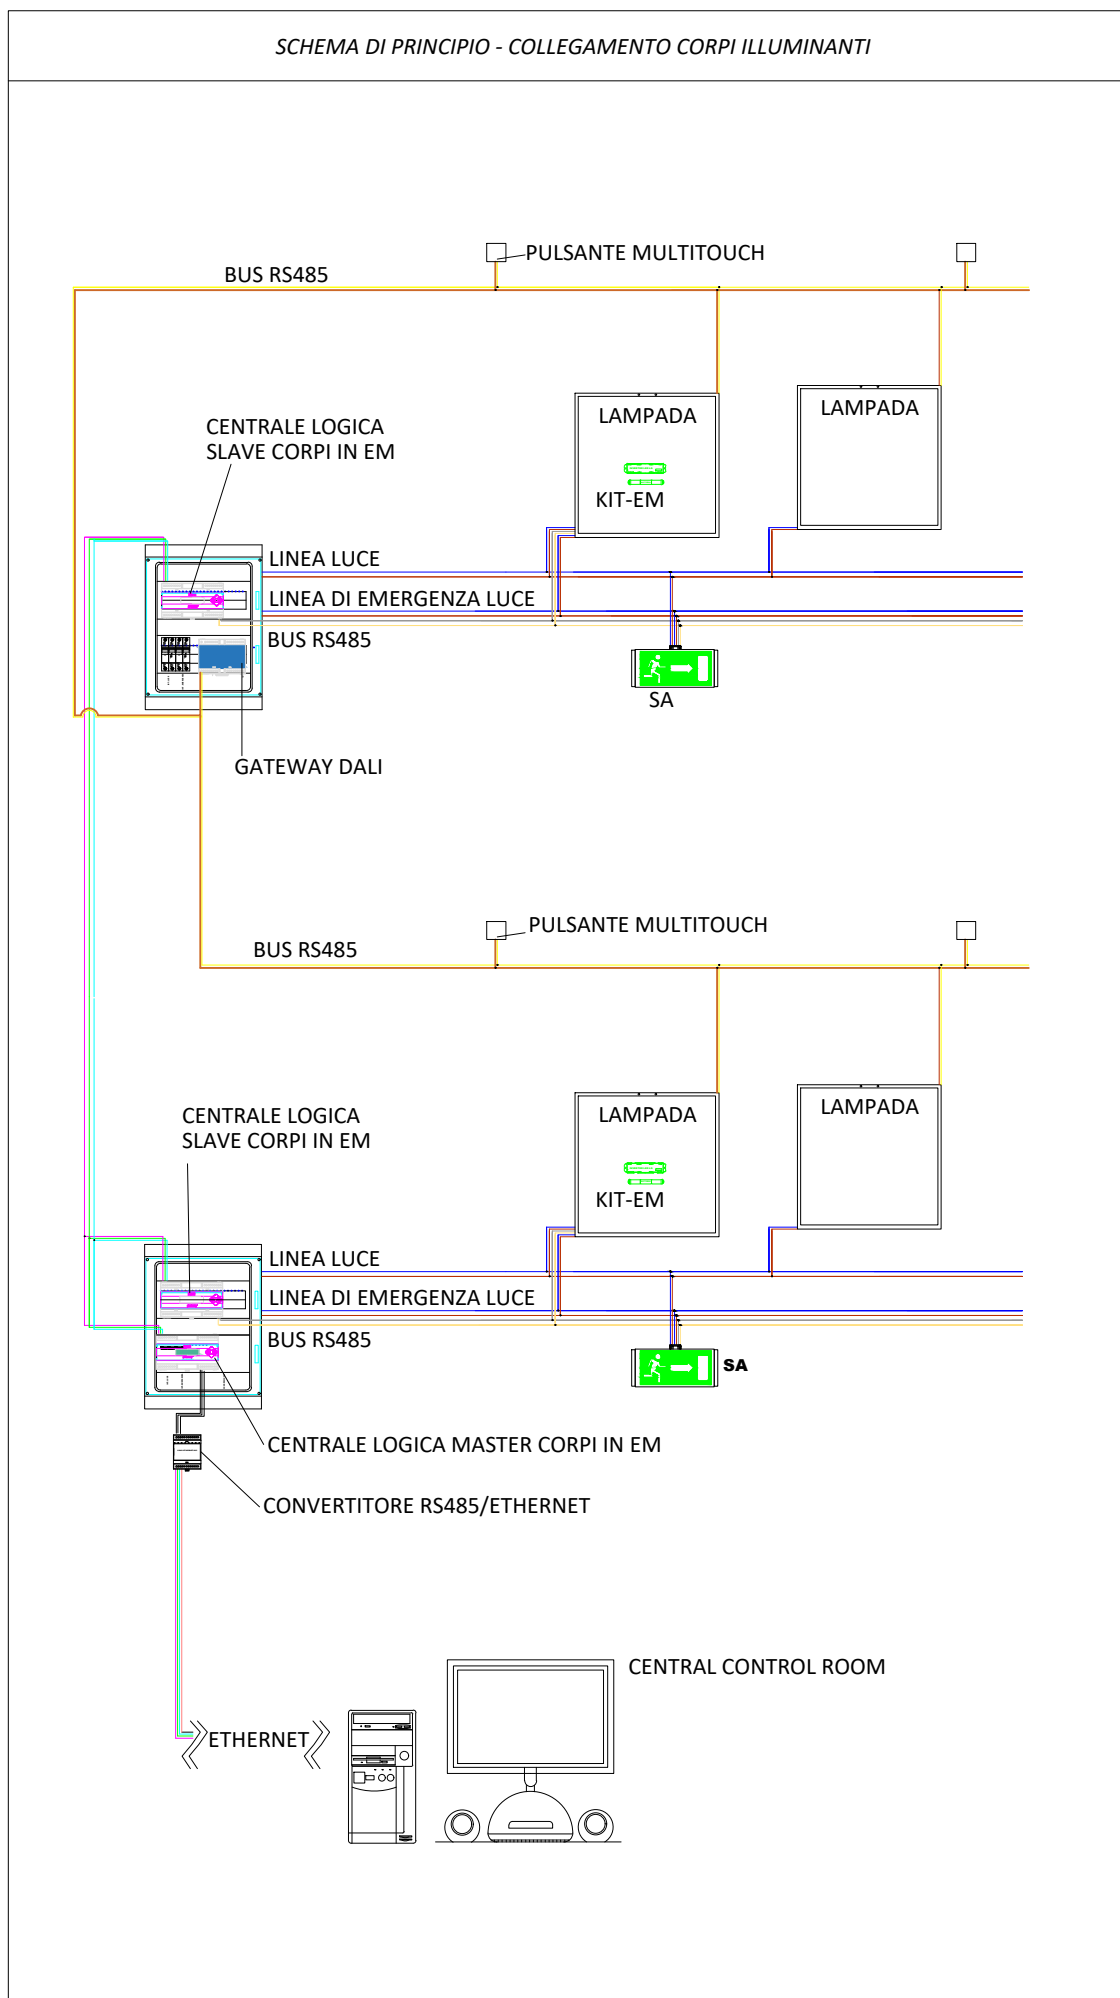 SCHEMA DI PRINCIPIO - COLLEGAMENTO CORPI ILLUMINANTI
PULSANTE MULTITOUCH
BUS RS485
LAMPADA
LAMPADA
CENTRALE LOGICA
SLAVE CORPI IN EM
KIT-EM
LINEA LUCE
LINEA DI EMERGENZA LUCE
BUS RS485
SA
GATEWAY DALI
PULSANTE MULTITOUCH
BUS RS485
LAMPADA
LAMPADA
CENTRALE LOGICA
SLAVE CORPI IN EM
KIT-EM
LINEA LUCE
LINEA DI EMERGENZA LUCE
BUS RS485
SA
CENTRALE LOGICA MASTER CORPI IN EM
CONVERTITORE RS485/ETHERNET
CENTRAL CONTROL ROOM
ETHERNET